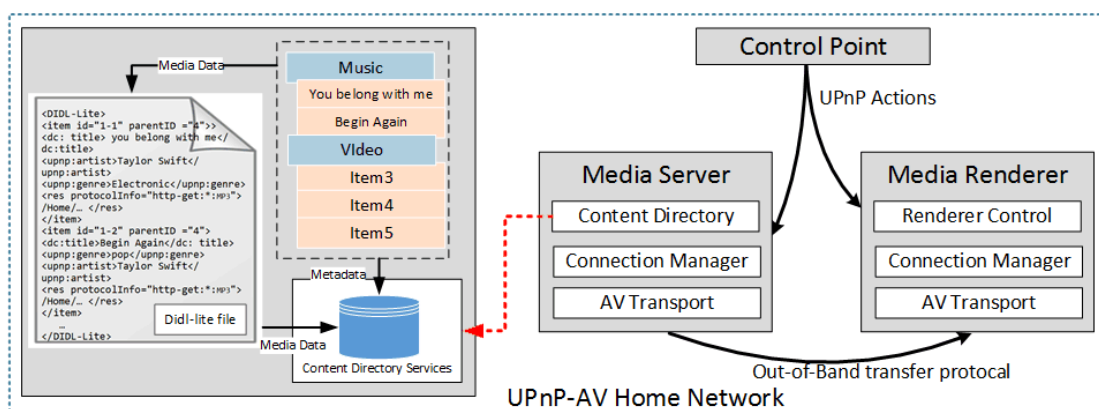 Media Data
<DIDL-Lite>
<item id="1-1" parentID ="4">>
<dc: title> you belong with me</
dc:title>
<upnp:artist>Taylor Swift</
upnp:artist>
<upnp:genre>Electronic</upnp:genre>
<res protocolInfo="http-get:*:MP3">
/Home/… </res>
</item>
<item id="1-2" parentID ="4">
<dc:title>Begin Again</dc: title>
<upnp:genre>pop</upnp:genre>
<upnp:artist>Taylor Swift</
upnp:artist>
<res protocolInfo="http-get:*:MP3">
/Home/… </res>
</item>
…
</DIDL-Lite>
Didl-lite file
Music
You belong with me
Begin Again
VIdeo
Item3
Item4
Item5
Metadata
Media Data
Content Directory Services
Control Point
UPnP Actions
Media Server
Content Directory
Connection Manager
AV Transport
Media Renderer
Renderer Control
Connection Manager
AV Transport
Out-of-Band transfer protocal
UPnP-AV Home Network